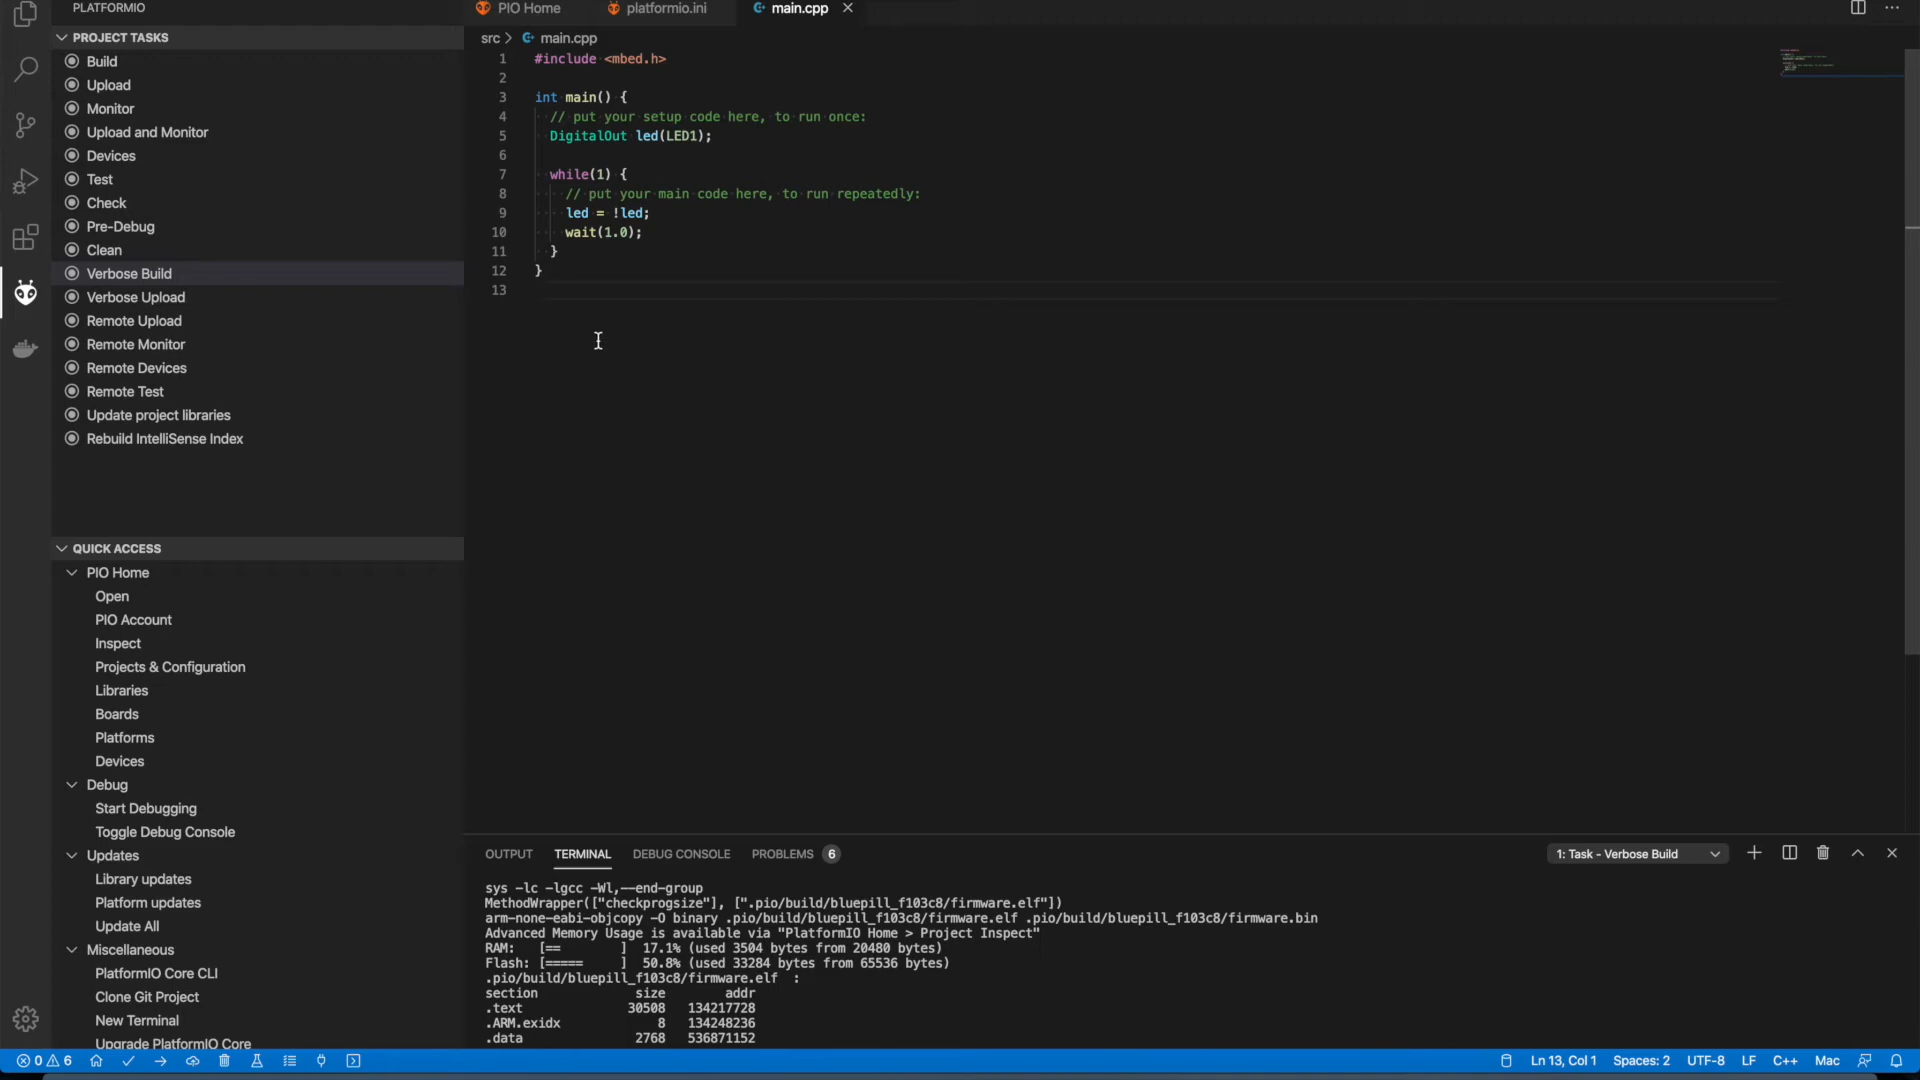 PLATFORMIO
PROJECT TASKS
Build
Upload
Monitor
Upload and Monitor
Devices
Test
Check
Pre-Debug
Clean
Verbose Build
Verbose Upload
Remote Upload
Remote Monitor
Remote Devices
Remote Test
Update project libraries
Rebuild IntelliSense Index
QUICK ACCESS
PIO Home
Open
PIO Account
Inspect
Projects & Configuration
Libraries
Boards
Platforms
Devices
Debug
Start Debugging
Toggle Debug Console
Updates
Library updates
Platform updates
Update All
Miscellaneous
PlatformIO Core CLI
Clone Git Project
New Terminal
Upgrade PlatformIO Core
PIO Home platformio.ini main.cpp
src > main.cpp
1 #include <mbed.h>
2
3 int main() {
4 // put your setup code here, to run once:
5 DigitalOut led(LED1);
6
7 while(1) {
8 // put your main code here, to run repeatedly:
9 led = !led;
10 wait(1.0);
11 }
12 }
13
OUTPUT TERMINAL DEBUG CONSOLE PROBLEMS 6 1: Task - Verbose Build
sys -lc -lgcc -Wl,--end-group
MethodWrapper(["checkprogsize"], [".pio/build/bluepill_f103c8/firmware.elf"])
arm-none-eabi-objcopy -O binary .pio/build/bluepill_f103c8/firmware.elf .pio/build/bluepill_f103c8/firmware.bin
Advanced Memory Usage is available via "PlatformIO Home > Project Inspect"
RAM: [== ] 17.1% (used 3504 bytes from 20480 bytes)
Flash: [===== ] 50.8% (used 33284 bytes from 65536 bytes)
.pio/build/bluepill_f103c8/firmware.elf :
section size addr
.text 30508 134217728
.ARM.exidx 8 134248236
.data 2768 536871152
0 6 Ln 13, Col 1 Spaces: 2 UTF-8 LF C++ Mac